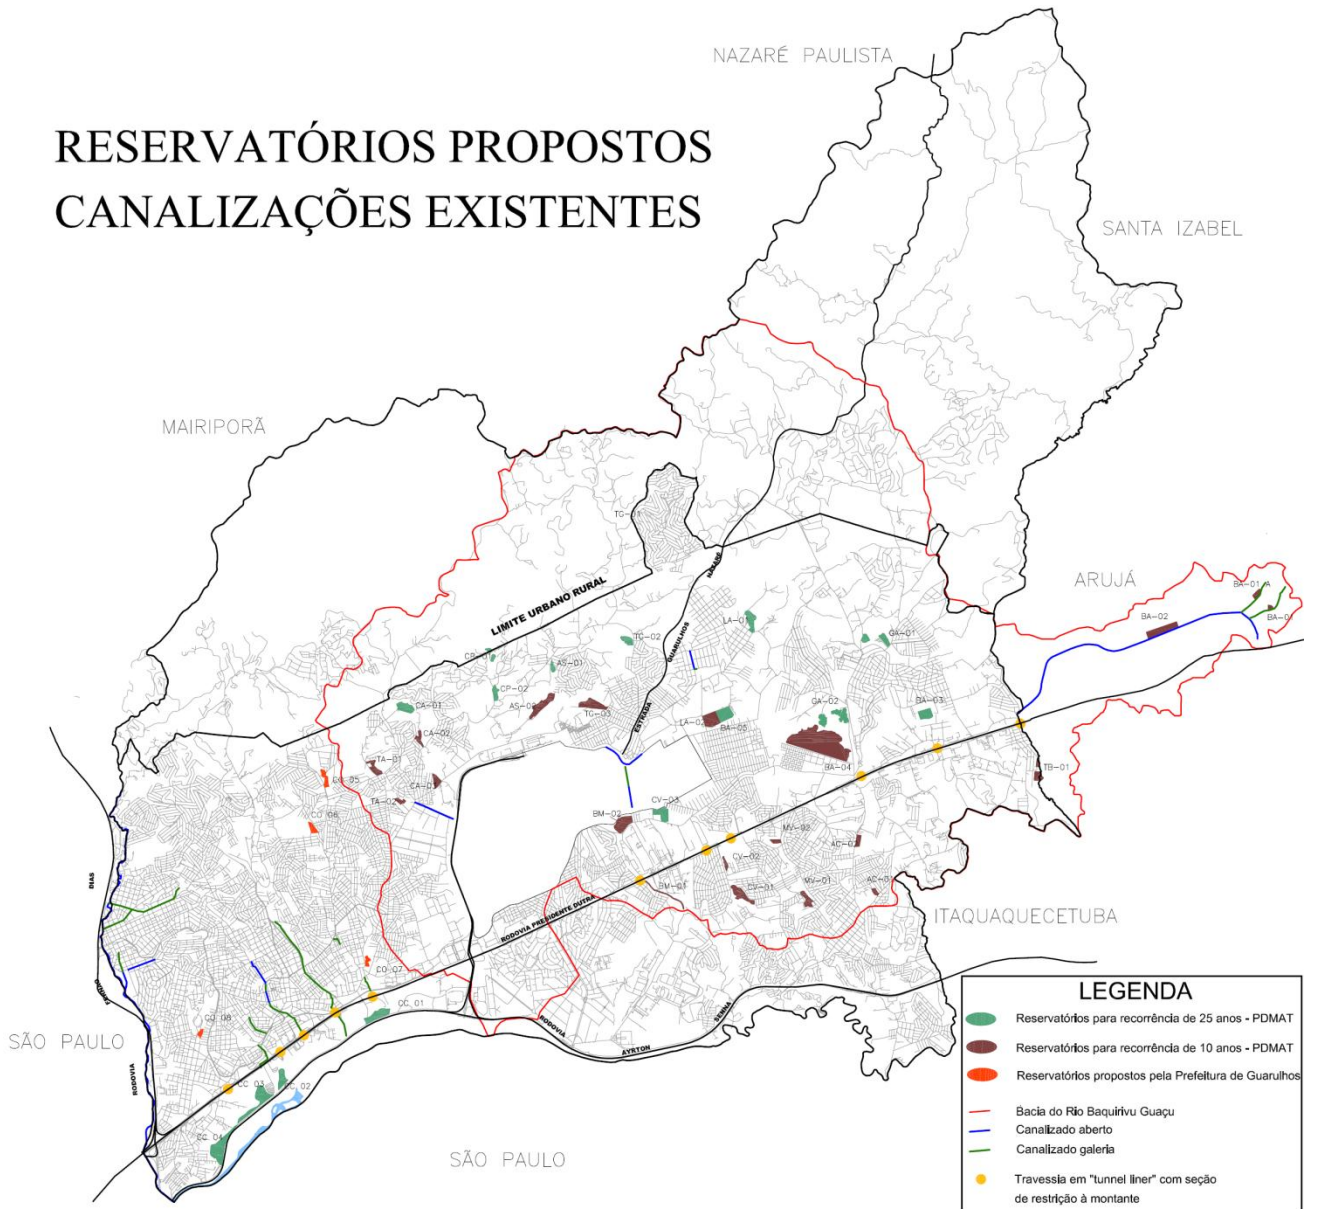 NAZARÉ PAULISTA
RESERVATÓRIOS PROPOSTOS
CANALIZAÇÕES EXISTENTES
SANTA IZABEL
MAIRIPORÃ
TG-01
NAZARÉ
ARUJÁ
BA-01 A
BA-01
BA-02
LIMITE URBANO RURAL
LA-01
GUARULHOS
TG-02
GA-01
AS-01
CP-02
CA-01
TG-03
ESTRADA
LA-02
BA-05
GA-02
BA-03
CA-02
TA-01
BA-04
TB-01
CO-05
TA-02
CV-03
BM-02
CO 06
MV-02
AC-02
CV-02
BM-01
CV-01
MV-01
AC-01
DIAS
RODOVIA PRESIDENTE DUTRA
ITAQUAQUECETUBA
CO-07
FERNÃO
CC 01
CO 08
SÃO PAULO
RODOVIA
RODOVIA
AYRTON
SENNA
CC 03
CC 02
CC 04
SÃO PAULO
LEGENDA
Reservatórios para recorrência de 25 anos - PDMAT
Reservatórios para recorrência de 10 anos - PDMAT
Reservatórios propostos pela Prefeitura de Guarulhos
Bacia do Rio Baquirivu Guaçu
Canalizado aberto
Canalizado galeria
Travessia em "tunnel liner" com seção
de restrição à montante